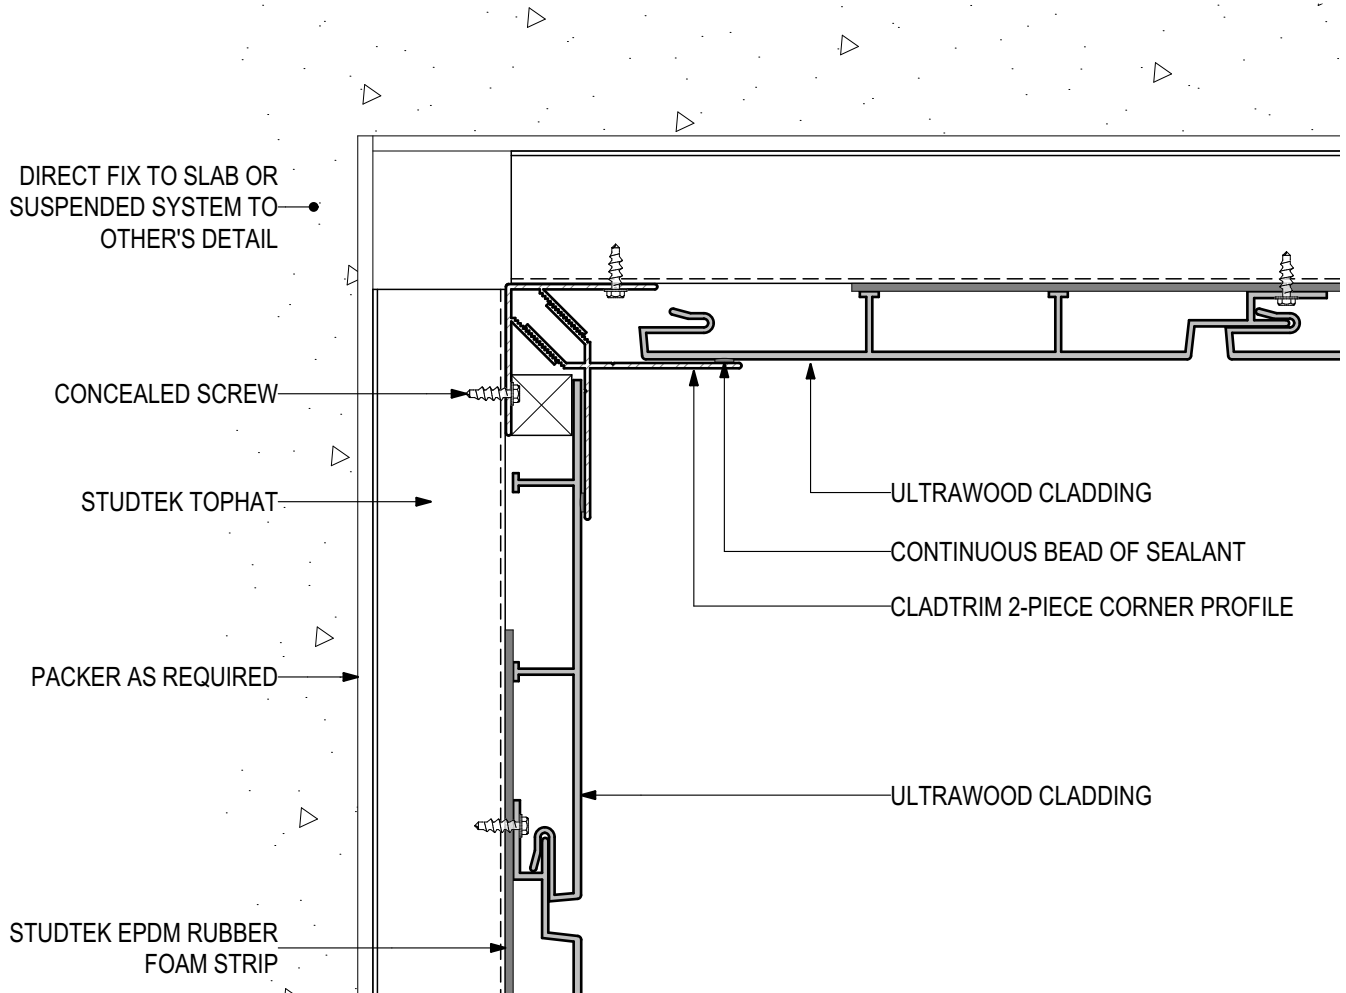 DIRECT FIX TO SLAB OR
SUSPENDED SYSTEM TO
OTHER'S DETAIL
CONCEALED SCREW
STUDTEK TOPHAT
PACKER AS REQUIRED
STUDTEK EPDM RUBBER
FOAM STRIP
ULTRAWOOD CLADDING
CONTINUOUS BEAD OF SEALANT
CLADTRIM 2-PIECE CORNER PROFILE
ULTRAWOOD CLADDING